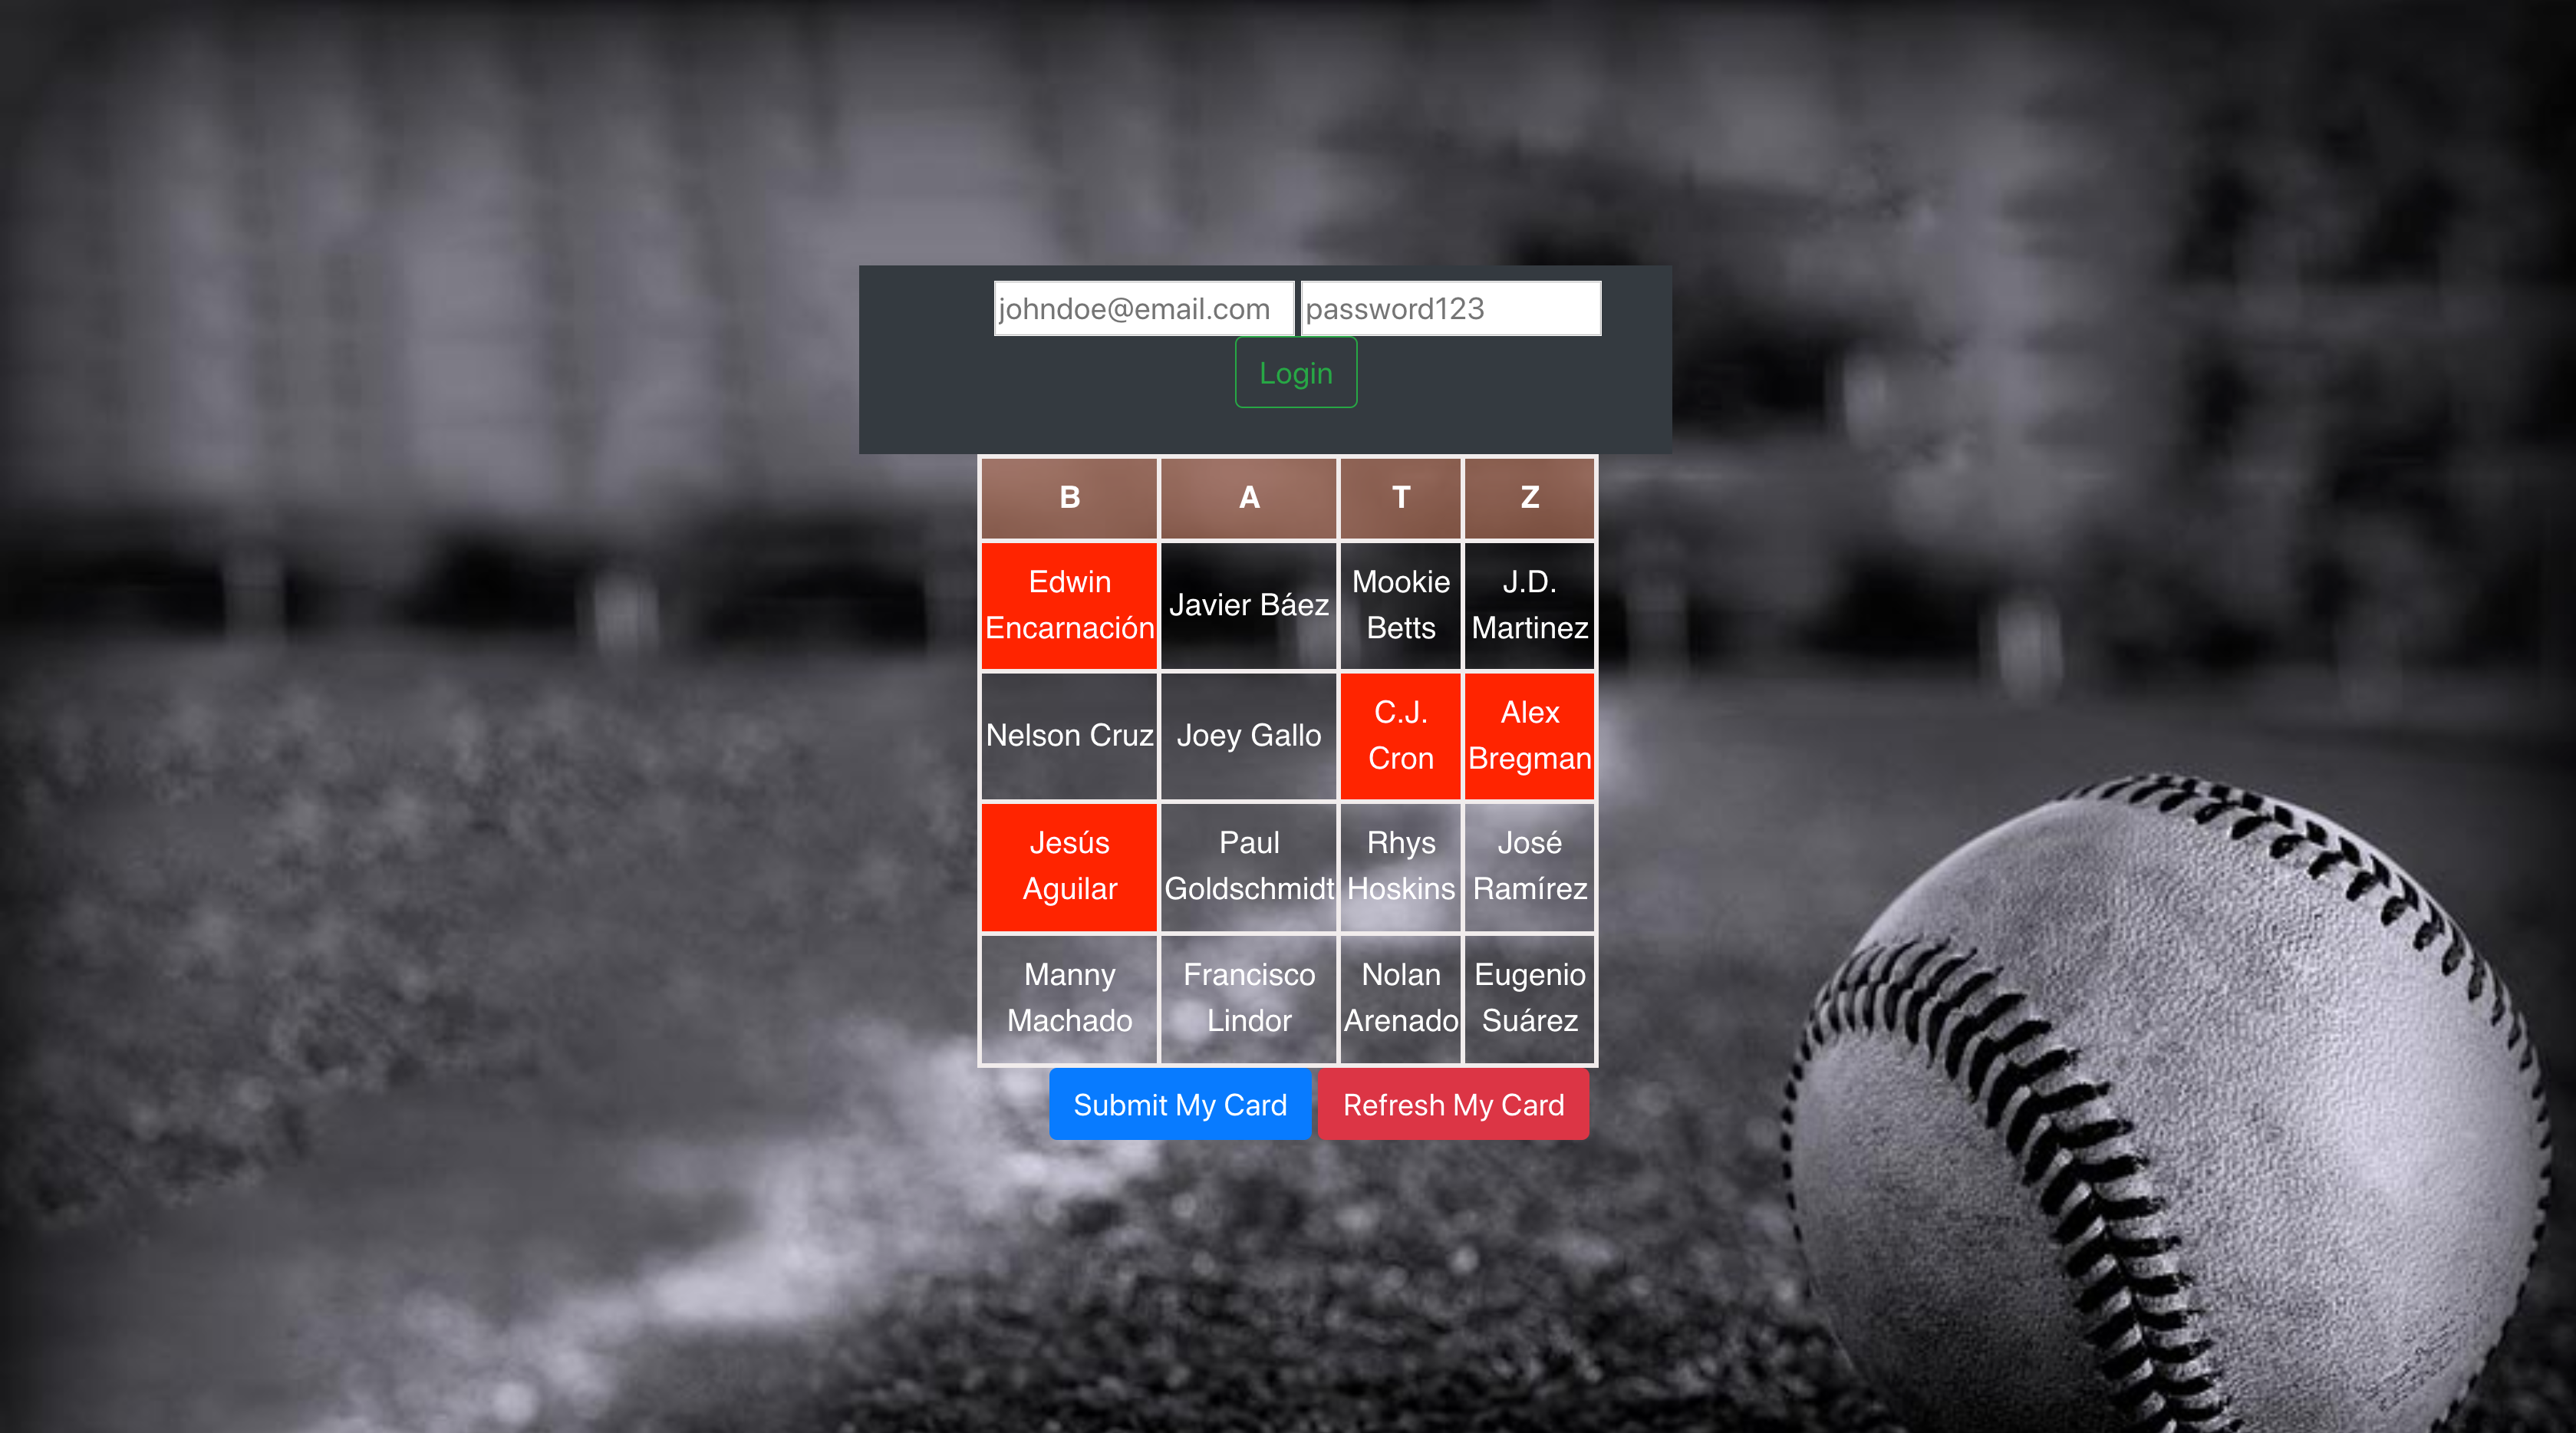 johndoe@email.com password123
Login
B A T Z
Edwin Encarnación
Javier Báez
Mookie Betts
J.D. Martinez
Nelson Cruz
Joey Gallo
C.J. Cron
Alex Bregman
Jesús Aguilar
Paul Goldschmidt
Rhys Hoskins
José Ramírez
Manny Machado
Francisco Lindor
Nolan Arenado
Eugenio Suárez
Submit My Card Refresh My Card